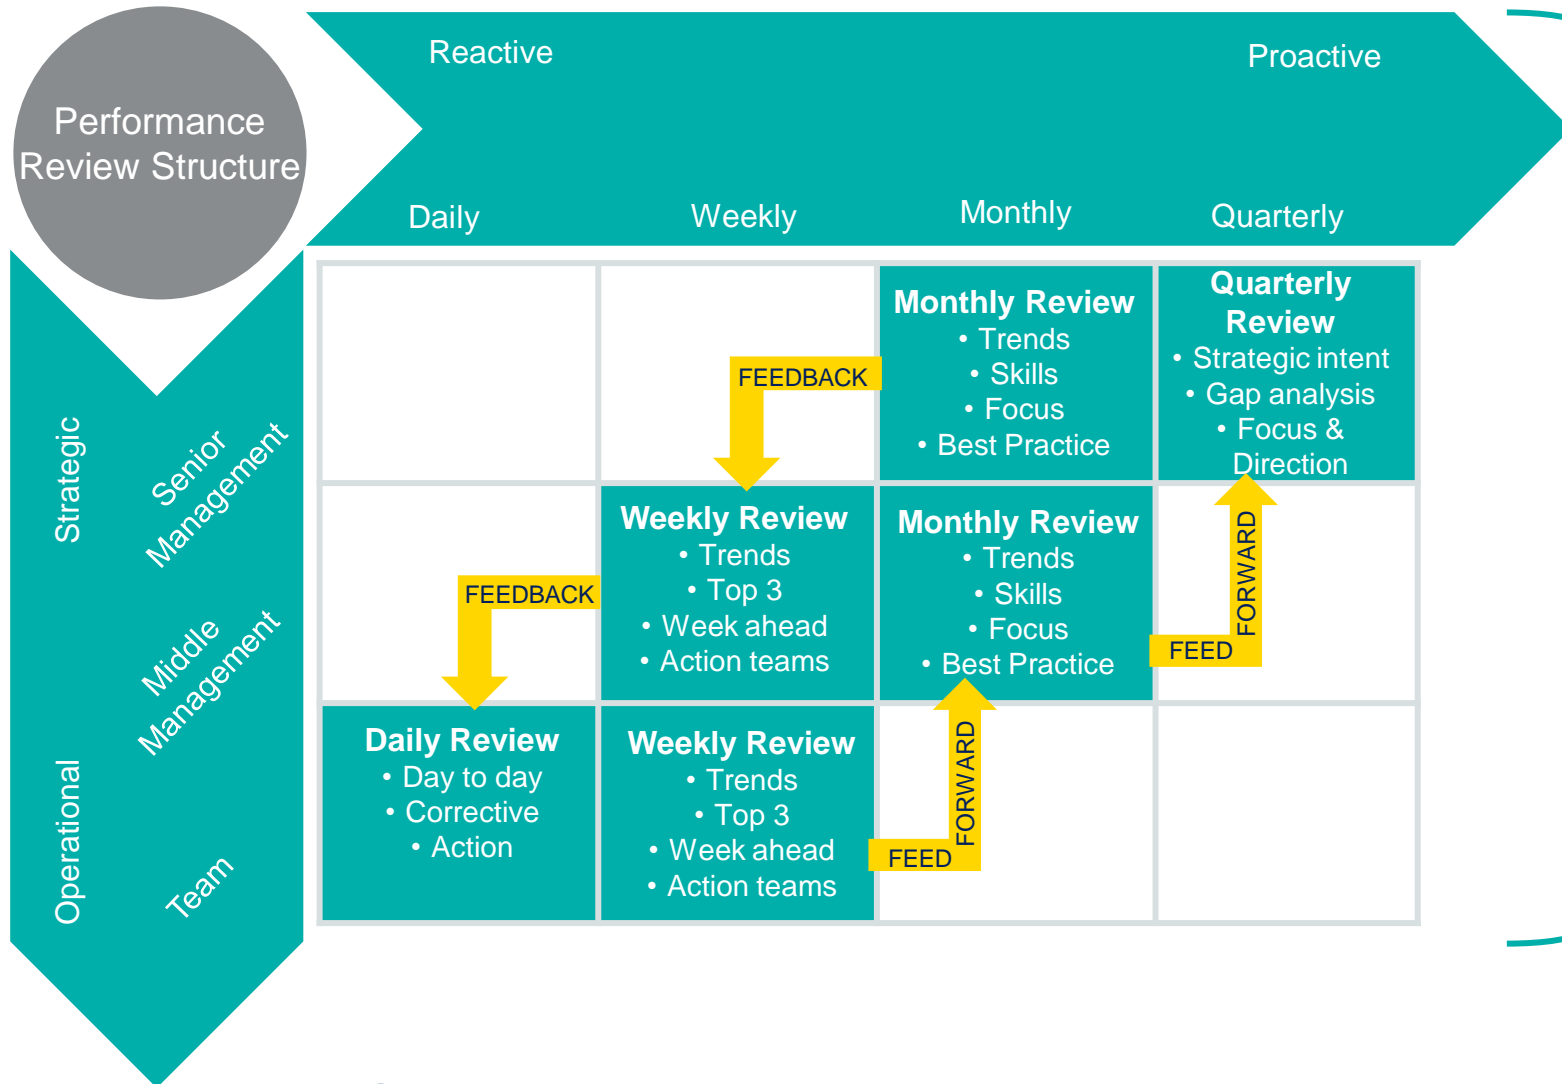 Performance
Review Structure
Reactive
Proactive
Daily
Weekly
Monthly
Quarterly
Strategic
Senior
Management
Middle
Management
Operational
Team
Monthly Review
• Trends
• Skills
• Focus
• Best Practice
Quarterly
Review
• Strategic intent
• Gap analysis
• Focus &
Direction
FEEDBACK
Weekly Review
• Trends
• Top 3
• Week ahead
• Action teams
Monthly Review
• Trends
• Skills
• Focus
• Best Practice
FEEDBACK
FEED
FORWARD
Daily Review
• Day to day
• Corrective
• Action
Weekly Review
• Trends
• Top 3
• Week ahead
• Action teams
FEED
FORWARD